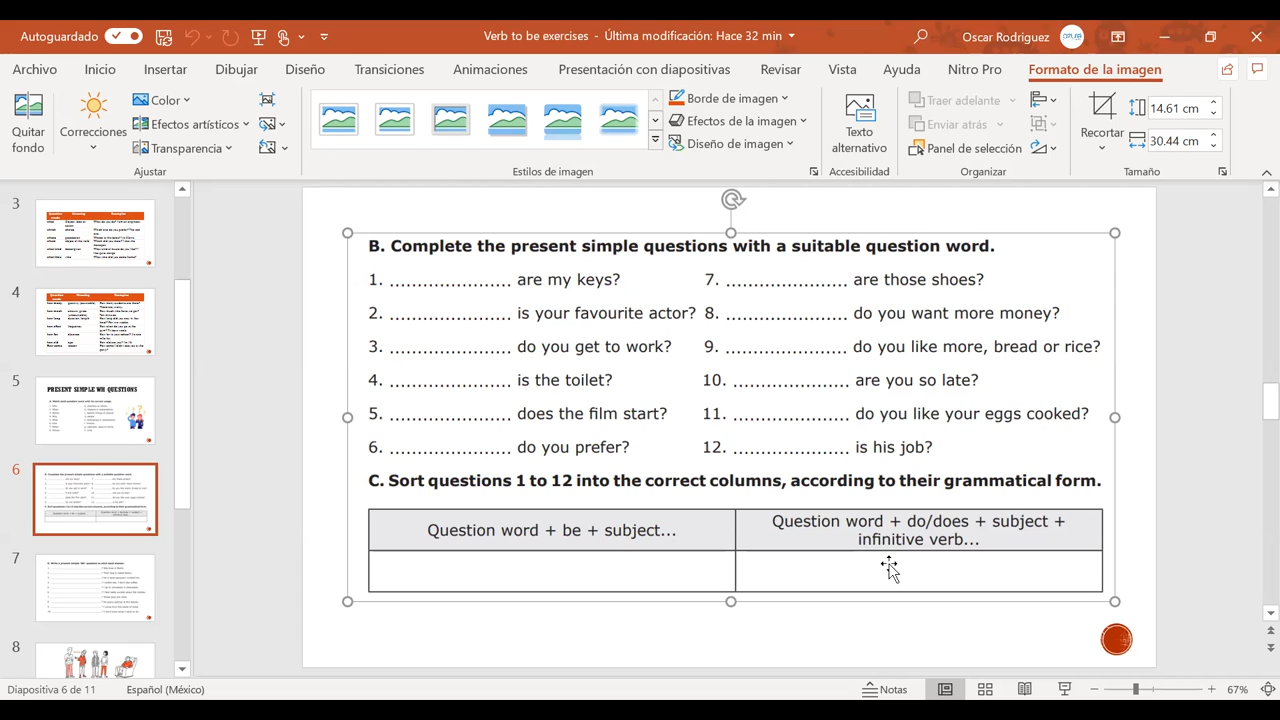 Autoguardado
Verb to be exercises - Última modificación: Hace 32 min
Oscar Rodriguez
Archivo Inicio Insertar Dibujar Diseño Transiciones Animaciones Presentación con diapositivas Revisar Vista Ayuda Nitro Pro Formato de la imagen
Quitar fondo
Correcciones
Color
Efectos artísticos
Transparencia
Ajustar
Borde de imagen
Efectos de la imagen
Diseño de imagen
Estilos de imagen
Texto alternativo
Accesibilidad
Traer adelante
Enviar atrás
Panel de selección
Organizar
Recortar
14.61 cm
30.44 cm
Tamaño
3
4
5
PRESENT SIMPLE WH QUESTIONS
6
7
8
B. Complete the present simple questions with a suitable question word.
1. ...................... are my keys?
2. ...................... is your favourite actor?
3. ...................... do you get to work?
4. ...................... is the toilet?
5. ...................... does the film start?
6. ...................... do you prefer?
7. ...................... are those shoes?
8. ...................... do you want more money?
9. ...................... do you like more, bread or rice?
10. ..................... are you so late?
11. ..................... do you like your eggs cooked?
12. ..................... is his job?
C. Sort questions 1 to 12 into the correct columns, according to their grammatical form.
Question word + be + subject...
Question word + do/does + subject +
infinitive verb...
Diapositiva 6 de 11 Español (México)
Notas
67%